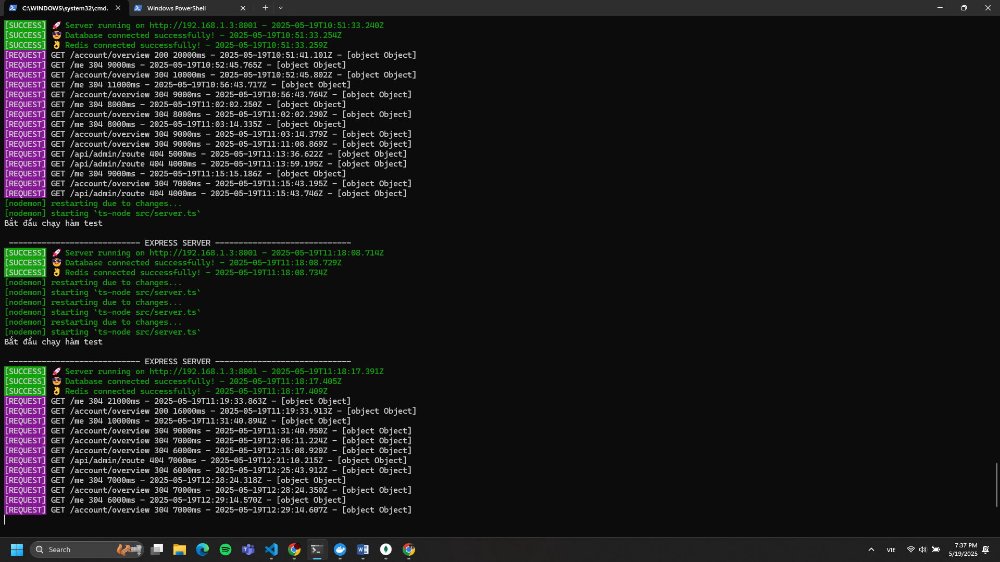 C:\WINDOWS\system32\cmd.
Windows PowerShell
[SUCCESS] 🚀 Server running on http://192.168.1.3:8001 - 2025-05-19T10:51:33.240Z
[SUCCESS] 😎 Database connected successfully! - 2025-05-19T10:51:33.254Z
[SUCCESS] 👌 Redis connected successfully! - 2025-05-19T10:51:33.259Z
[REQUEST] GET /account/overview 200 20000ms - 2025-05-19T10:51:41.101Z - [object Object]
[REQUEST] GET /me 304 9000ms - 2025-05-19T10:52:45.765Z - [object Object]
[REQUEST] GET /account/overview 304 10000ms - 2025-05-19T10:52:45.802Z - [object Object]
[REQUEST] GET /me 304 11000ms - 2025-05-19T10:56:43.717Z - [object Object]
[REQUEST] GET /account/overview 304 9000ms - 2025-05-19T10:56:43.764Z - [object Object]
[REQUEST] GET /me 304 8000ms - 2025-05-19T11:02:02.250Z - [object Object]
[REQUEST] GET /account/overview 304 8000ms - 2025-05-19T11:02:02.290Z - [object Object]
[REQUEST] GET /me 304 8000ms - 2025-05-19T11:03:14.335Z - [object Object]
[REQUEST] GET /account/overview 304 9000ms - 2025-05-19T11:03:14.379Z - [object Object]
[REQUEST] GET /account/overview 304 9000ms - 2025-05-19T11:11:08.869Z - [object Object]
[REQUEST] GET /api/admin/route 404 5000ms - 2025-05-19T11:13:36.622Z - [object Object]
[REQUEST] GET /api/admin/route 404 4000ms - 2025-05-19T11:13:59.195Z - [object Object]
[REQUEST] GET /me 304 9000ms - 2025-05-19T11:15:15.186Z - [object Object]
[REQUEST] GET /account/overview 304 7000ms - 2025-05-19T11:15:43.195Z - [object Object]
[REQUEST] GET /api/admin/route 404 4000ms - 2025-05-19T11:15:43.746Z - [object Object]
[nodemon] restarting due to changes...
[nodemon] starting `ts-node src/server.ts`
Bắt đầu chạy hàm test
---------------------------- EXPRESS SERVER -----------------------------
[SUCCESS] 🚀 Server running on http://192.168.1.3:8001 - 2025-05-19T11:18:08.714Z
[SUCCESS] 😎 Database connected successfully! - 2025-05-19T11:18:08.729Z
[SUCCESS] 👌 Redis connected successfully! - 2025-05-19T11:18:08.734Z
[nodemon] restarting due to changes...
[nodemon] starting `ts-node src/server.ts`
[nodemon] restarting due to changes...
[nodemon] starting `ts-node src/server.ts`
[nodemon] restarting due to changes...
[nodemon] starting `ts-node src/server.ts`
Bắt đầu chạy hàm test
---------------------------- EXPRESS SERVER -----------------------------
[SUCCESS] 🚀 Server running on http://192.168.1.3:8001 - 2025-05-19T11:18:17.391Z
[SUCCESS] 😎 Database connected successfully! - 2025-05-19T11:18:17.405Z
[SUCCESS] 👌 Redis connected successfully! - 2025-05-19T11:18:17.409Z
[REQUEST] GET /me 304 21000ms - 2025-05-19T11:19:33.863Z - [object Object]
[REQUEST] GET /account/overview 200 16000ms - 2025-05-19T11:19:33.913Z - [object Object]
[REQUEST] GET /me 304 10000ms - 2025-05-19T11:31:40.894Z - [object Object]
[REQUEST] GET /account/overview 304 9000ms - 2025-05-19T11:31:40.950Z - [object Object]
[REQUEST] GET /account/overview 304 7000ms - 2025-05-19T12:05:11.224Z - [object Object]
[REQUEST] GET /account/overview 304 6000ms - 2025-05-19T12:15:08.920Z - [object Object]
[REQUEST] GET /api/admin/route 404 7000ms - 2025-05-19T12:21:10.215Z - [object Object]
[REQUEST] GET /account/overview 304 6000ms - 2025-05-19T12:25:43.912Z - [object Object]
[REQUEST] GET /me 304 7000ms - 2025-05-19T12:28:24.318Z - [object Object]
[REQUEST] GET /account/overview 304 7000ms - 2025-05-19T12:28:24.350Z - [object Object]
[REQUEST] GET /me 304 6000ms - 2025-05-19T12:29:14.570Z - [object Object]
[REQUEST] GET /account/overview 304 7000ms - 2025-05-19T12:29:14.607Z - [object Object]
Search
VIE
7:37 PM
5/19/2025